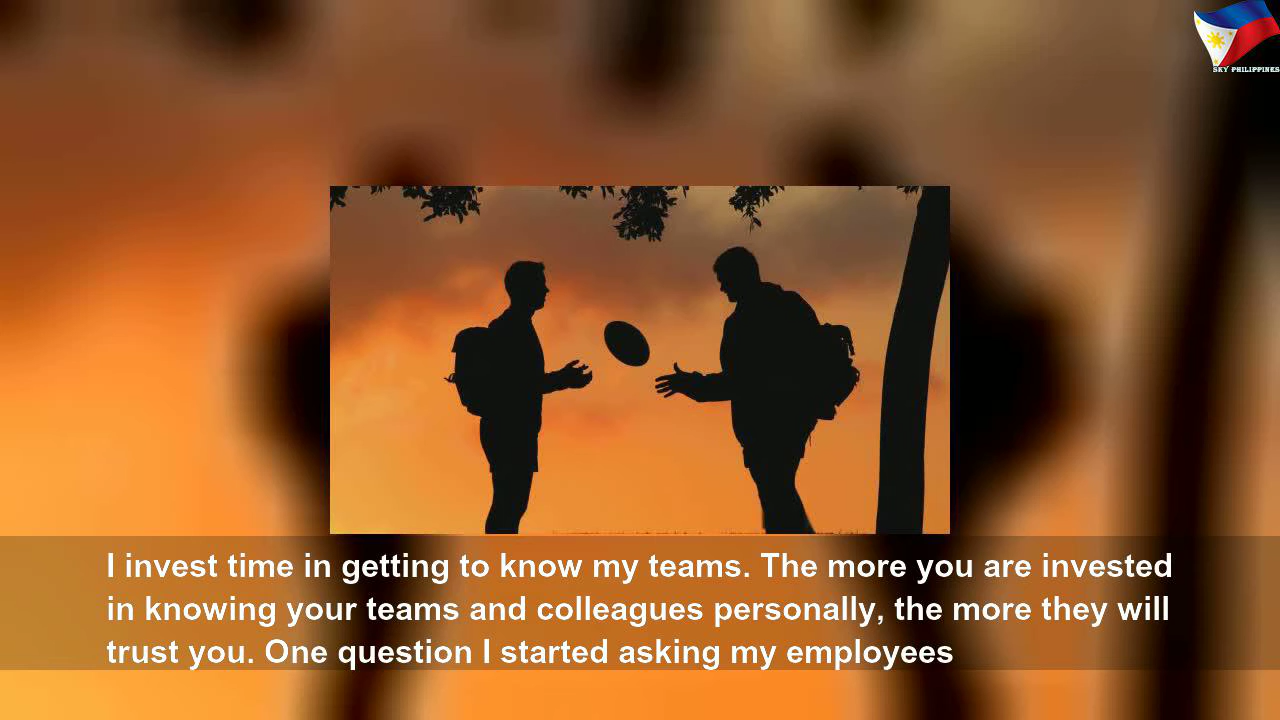 SKY PHILIPPINES
I invest time in getting to know my teams. The more you are invested
in knowing your teams and colleagues personally, the more they will
trust you. One question I started asking my employees